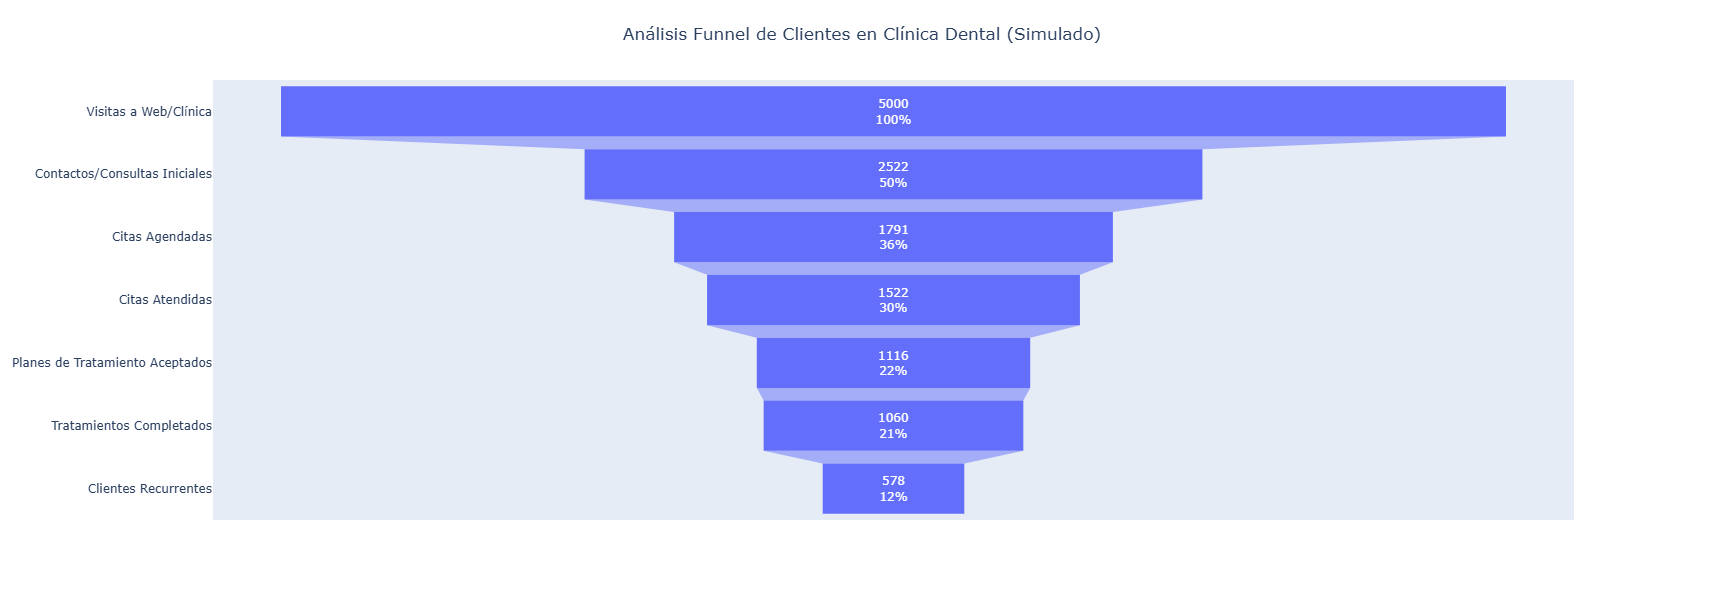 Análisis Funnel de Clientes en Clínica Dental (Simulado)
Visitas a Web/Clínica
5000
100%
Contactos/Consultas Iniciales
2522
50%
Citas Agendadas
1791
36%
Citas Atendidas
1522
30%
Planes de Tratamiento Aceptados
1116
22%
Tratamientos Completados
1060
21%
Clientes Recurrentes
578
12%